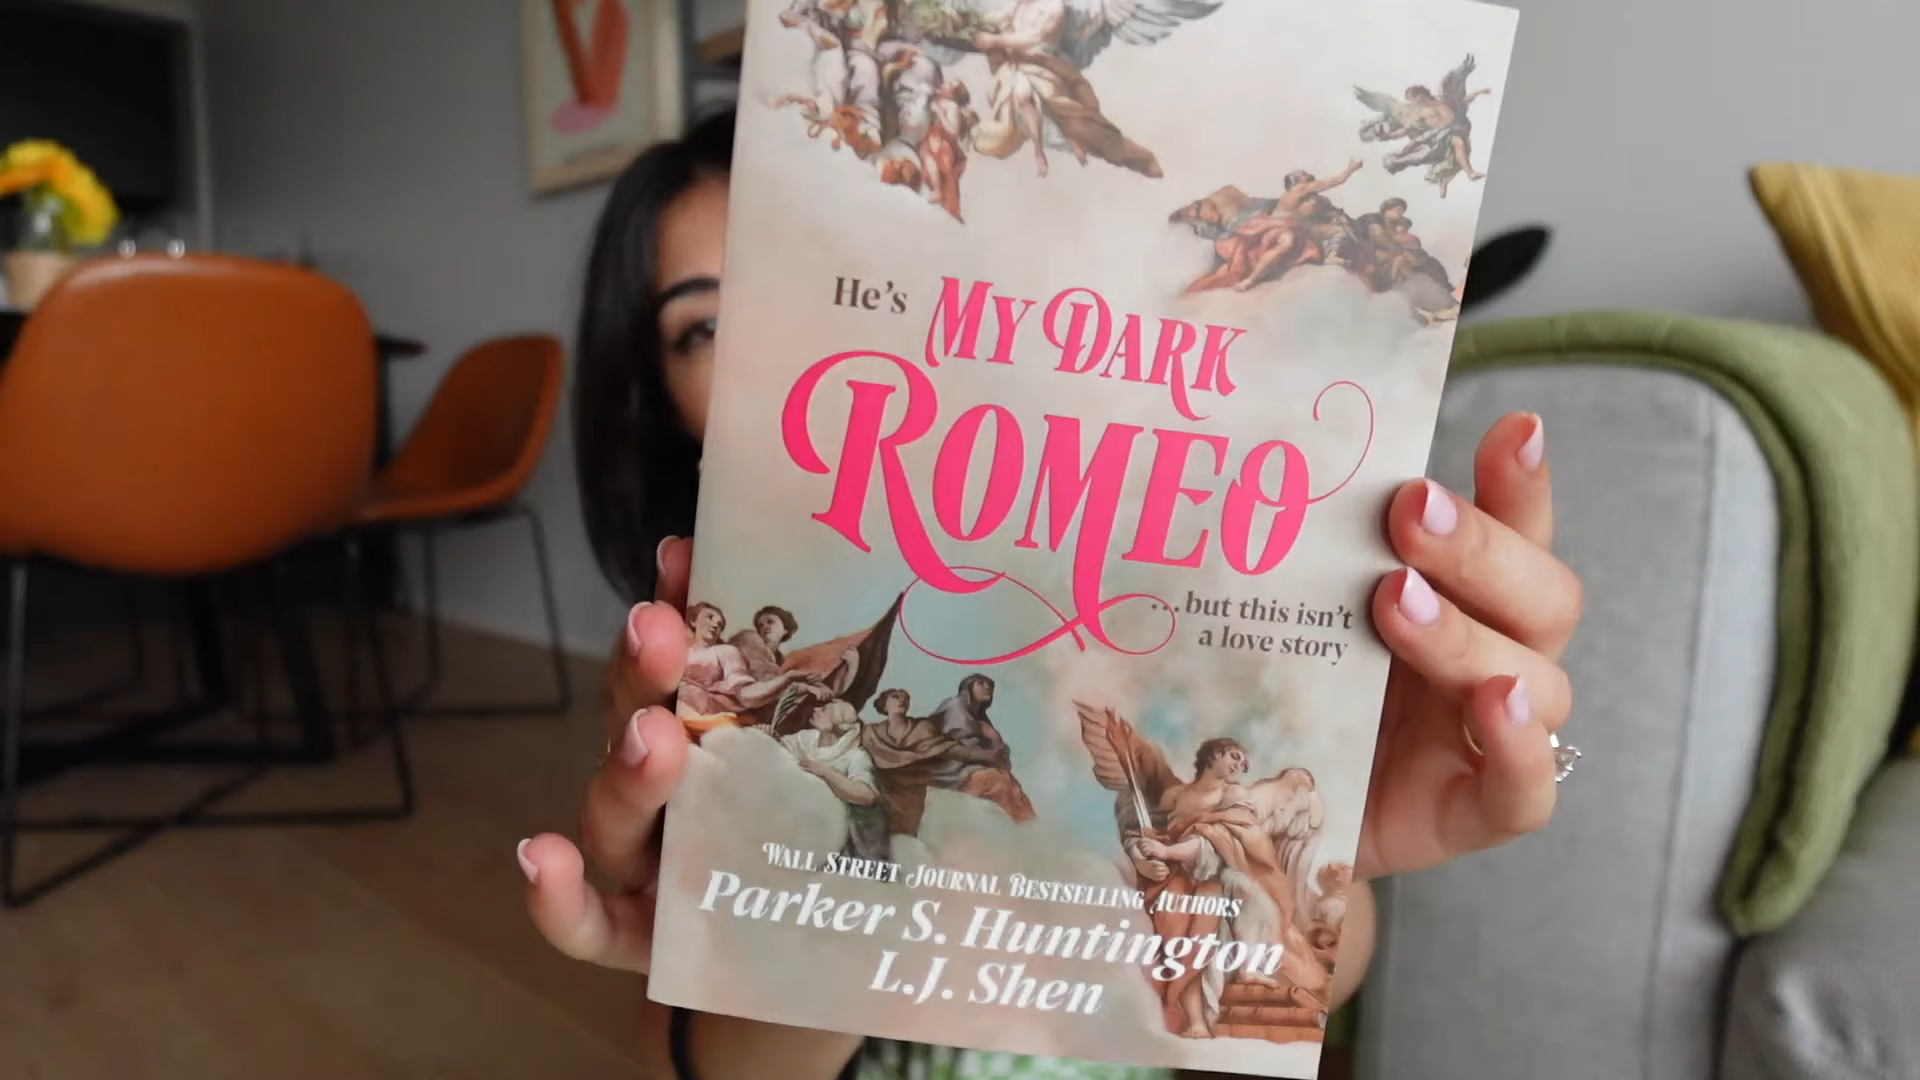 He's MY DARK
ROMEO
...but this isn't
a love story
WALL STREET JOURNAL BESTSELLING AUTHORS
Parker S. Huntington
L.J. Shen